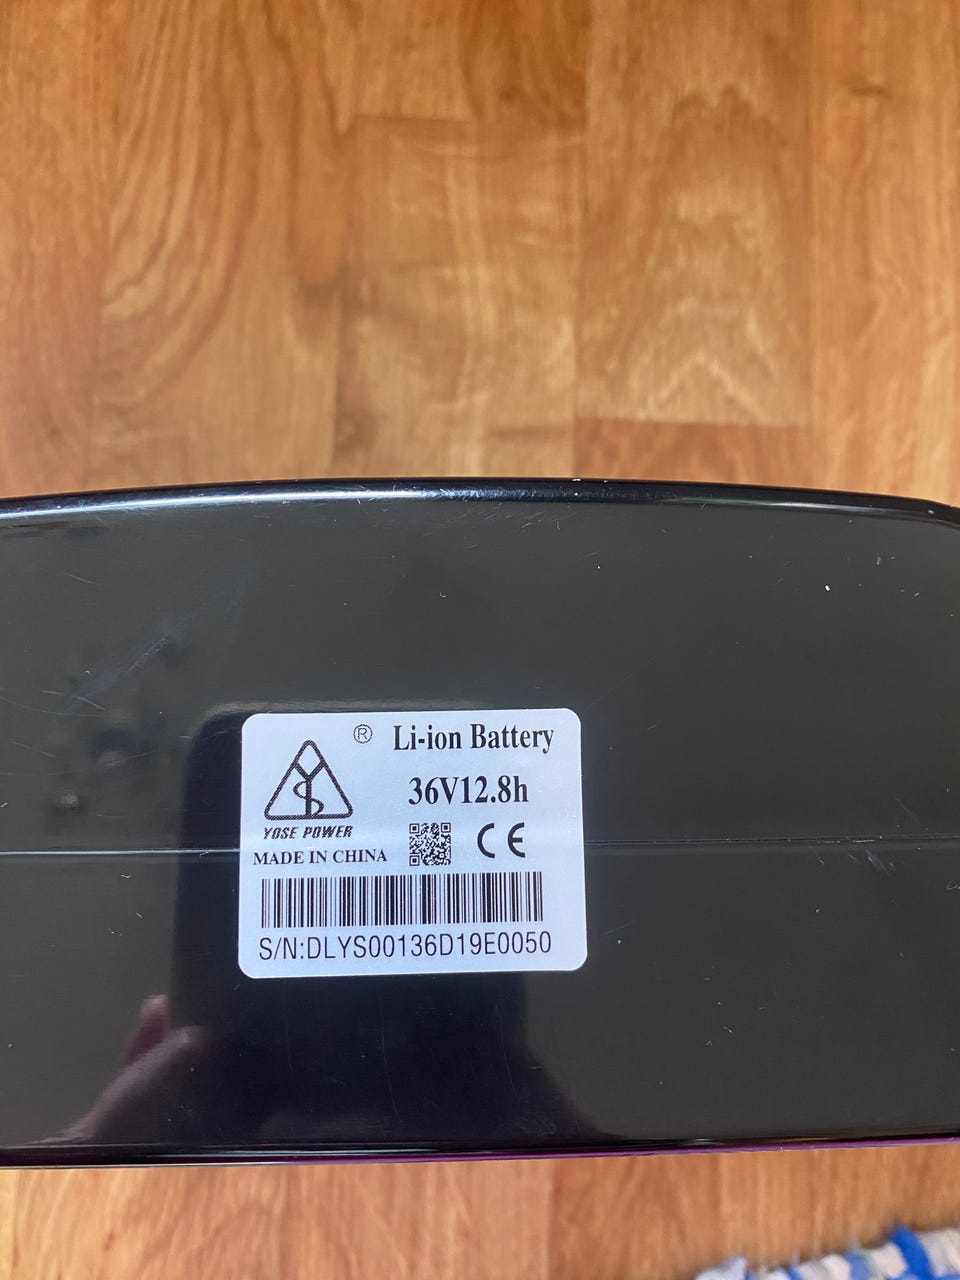 ®
Li-ion Battery
36V12.8h
YOSE POWER
MADE IN CHINA
CE
S/N:DLYS00136D19E0050